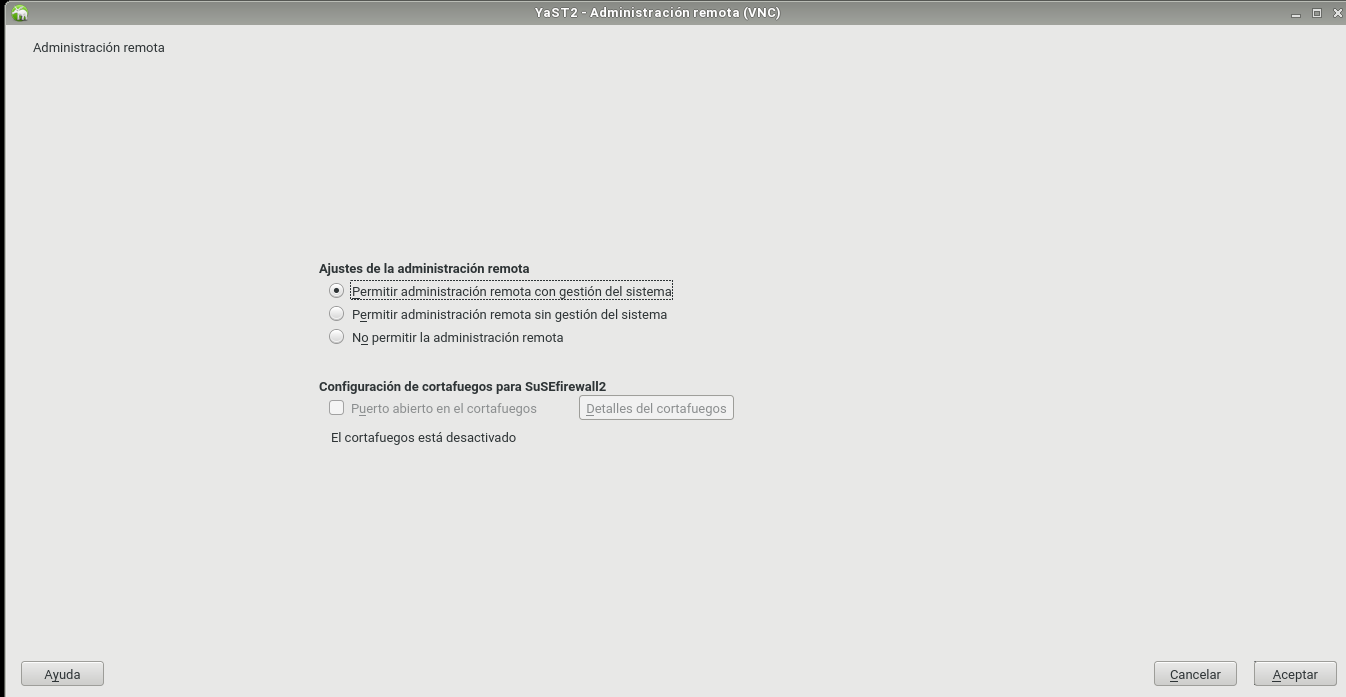 YaST2 - Administración remota (VNC)
Administración remota
Ajustes de la administración remota
Permitir administración remota con gestión del sistema
Permitir administración remota sin gestión del sistema
No permitir la administración remota
Configuración de cortafuegos para SuSEfirewall2
Puerto abierto en el cortafuegos Detalles del cortafuegos
El cortafuegos está desactivado
Ayuda Cancelar Aceptar